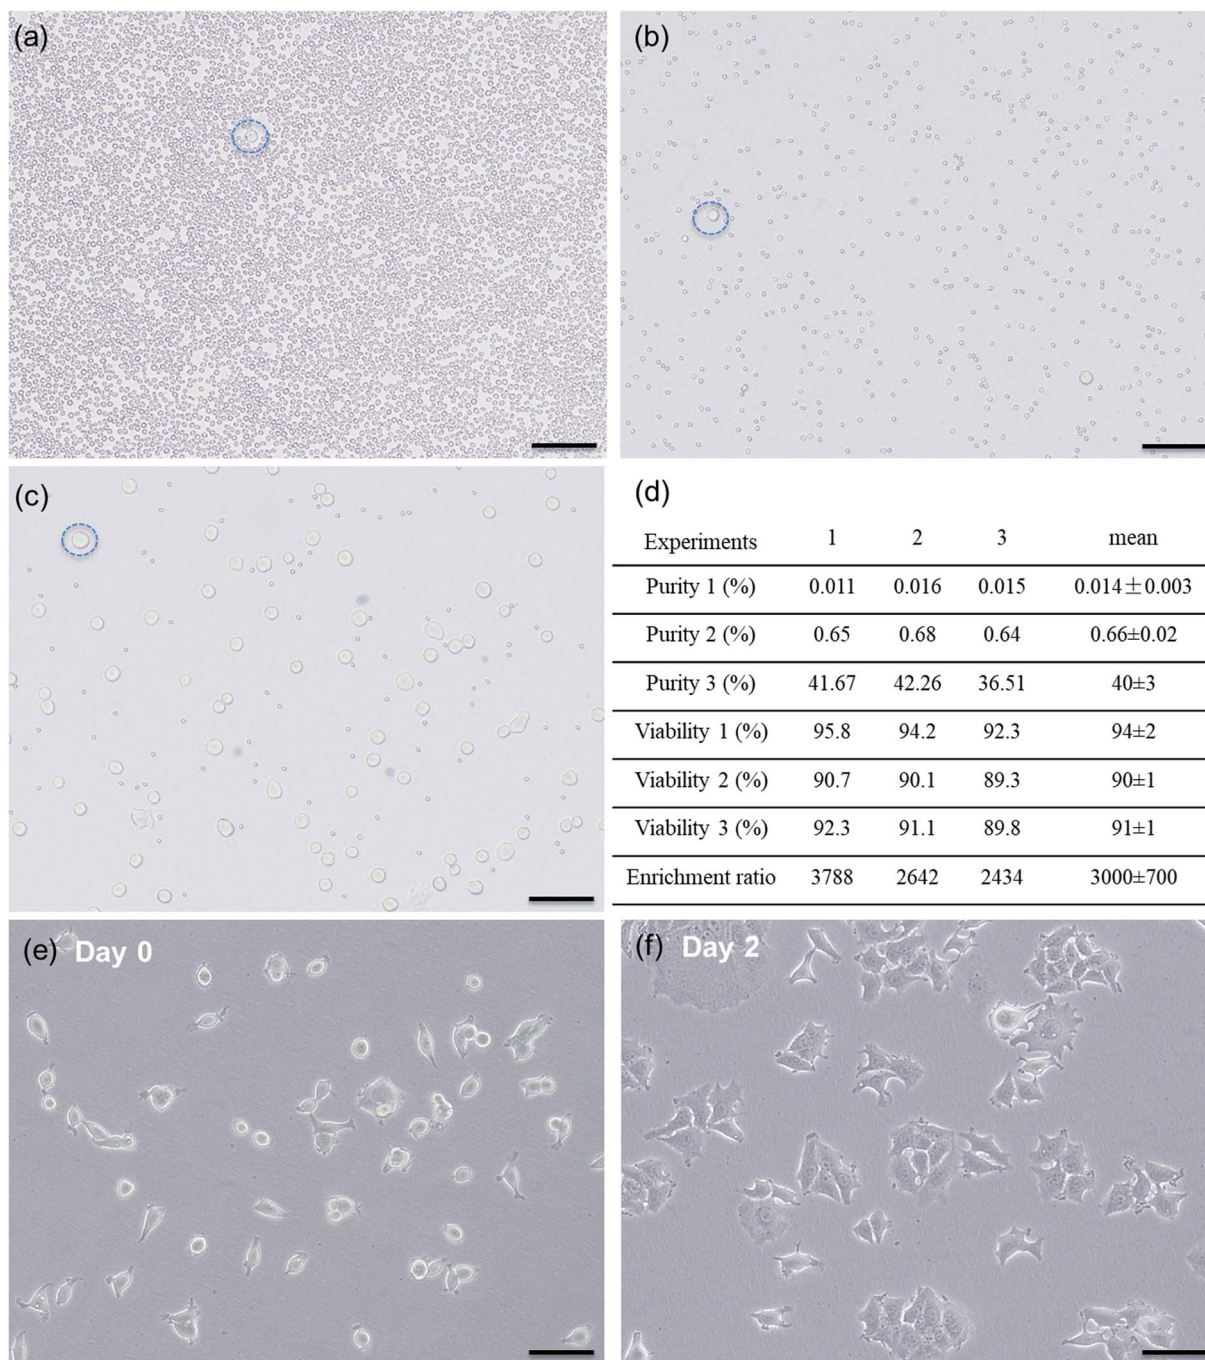 (a)
(b)
(c)
(d)
Experiments 1 2 3 mean
Purity 1 (%) 0.011 0.016 0.015 0.014±0.003
Purity 2 (%) 0.65 0.68 0.64 0.66±0.02
Purity 3 (%) 41.67 42.26 36.51 40±3
Viability 1 (%) 95.8 94.2 92.3 94±2
Viability 2 (%) 90.7 90.1 89.3 90±1
Viability 3 (%) 92.3 91.1 89.8 91±1
Enrichment ratio 3788 2642 2434 3000±700
(e) Day 0
(f) Day 2